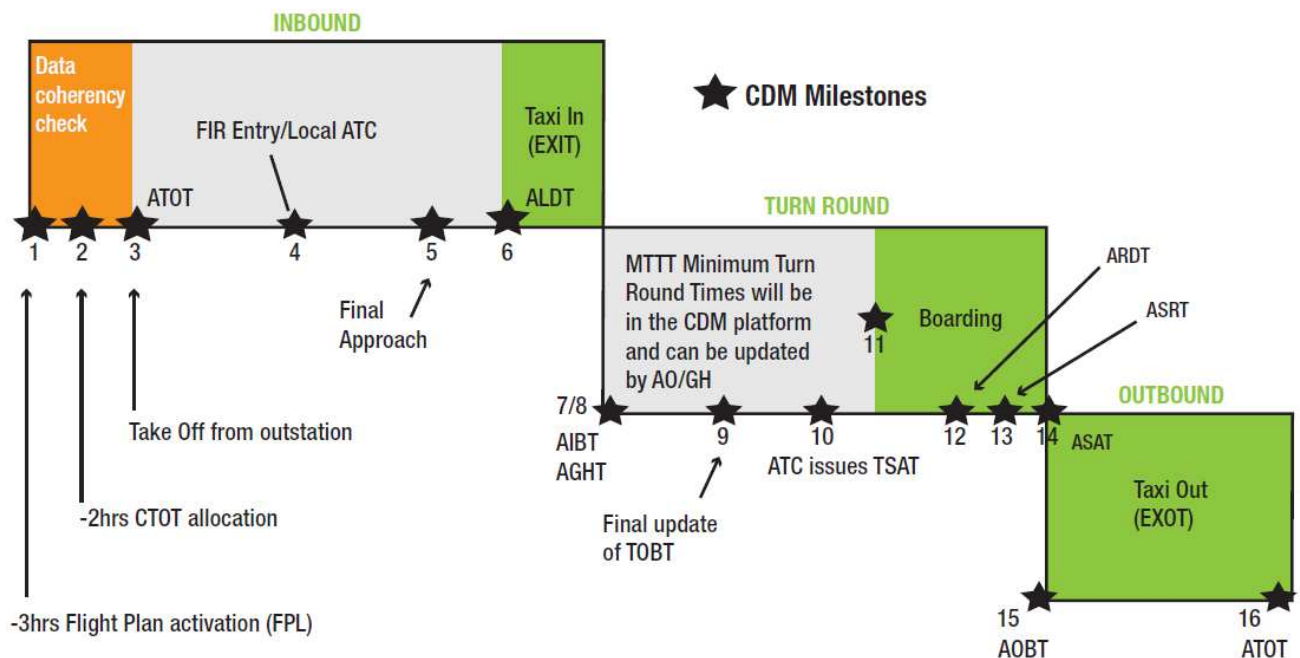 INBOUND
Data
coherency
check
FIR Entry/Local ATC
Taxi In
(EXIT)
CDM Milestones
ATOT
ALDT
1
2
3
4
5
6
TURN ROUND
Final
Approach
MTTT Minimum Turn
Round Times will be
in the CDM platform
and can be updated
by AO/GH
11
Boarding
ARDT
ASRT
OUTBOUND
Take Off from outstation
7/8
AIBT
AGHT
9
10
12
13
14
ATC issues TSAT
ASAT
Final update
of TOBT
Taxi Out
(EXOT)
-2hrs CTOT allocation
-3hrs Flight Plan activation (FPL)
15
AOBT
16
ATOT